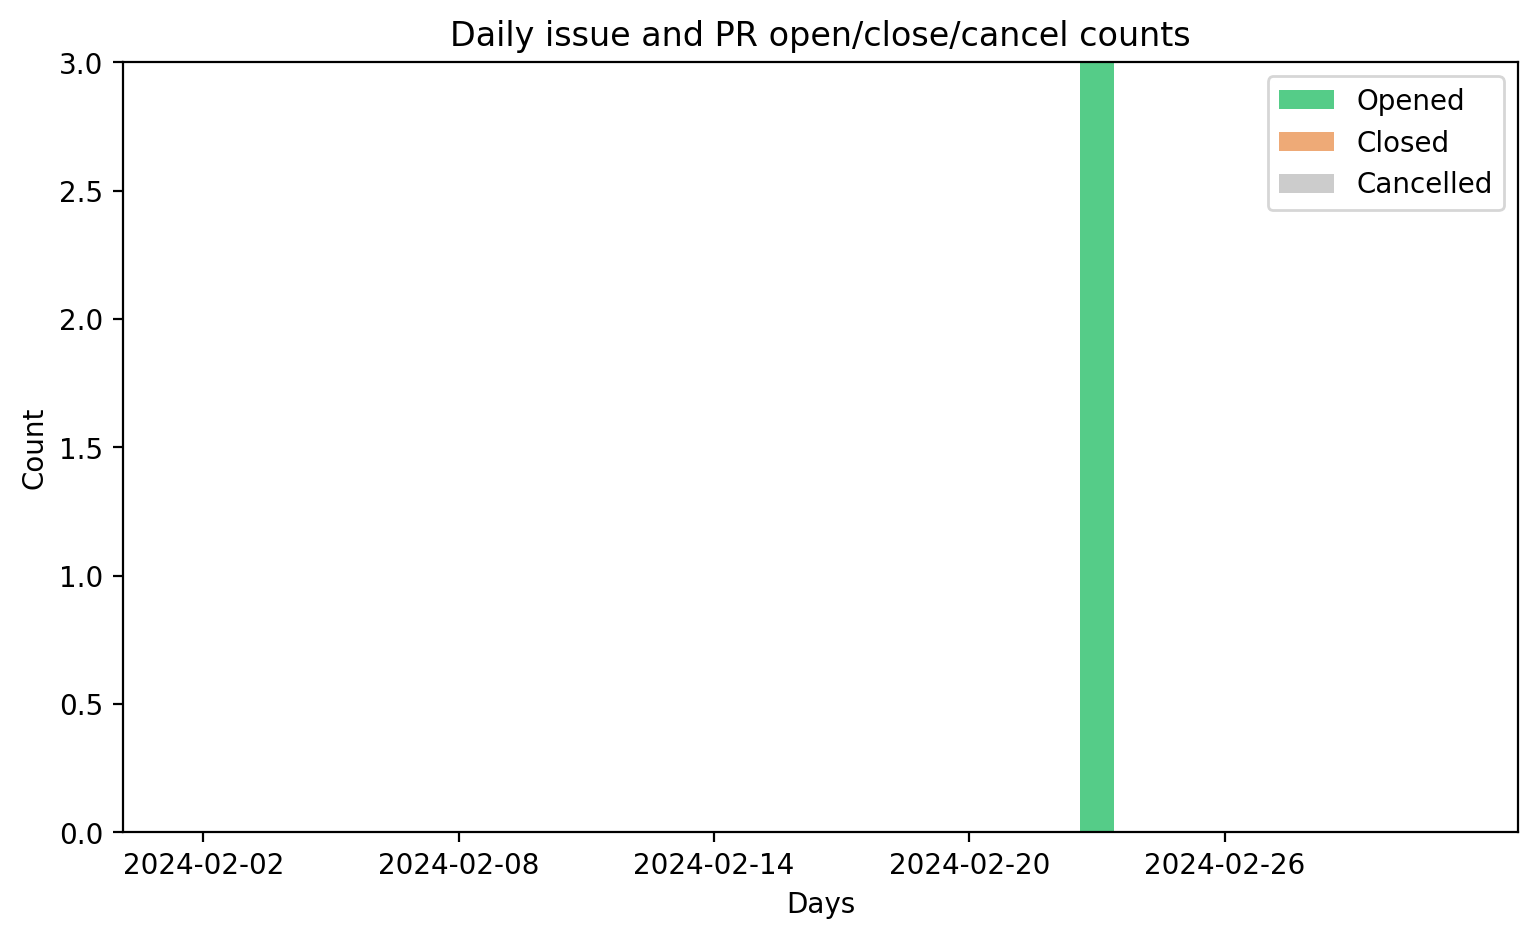 Daily issue and PR open/close/cancel counts
3.0
2.5
2.0
1.5
1.0
0.5
0.0
Count
Opened
Closed
Cancelled
2024-02-02 2024-02-08 2024-02-14 2024-02-20 2024-02-26
Days